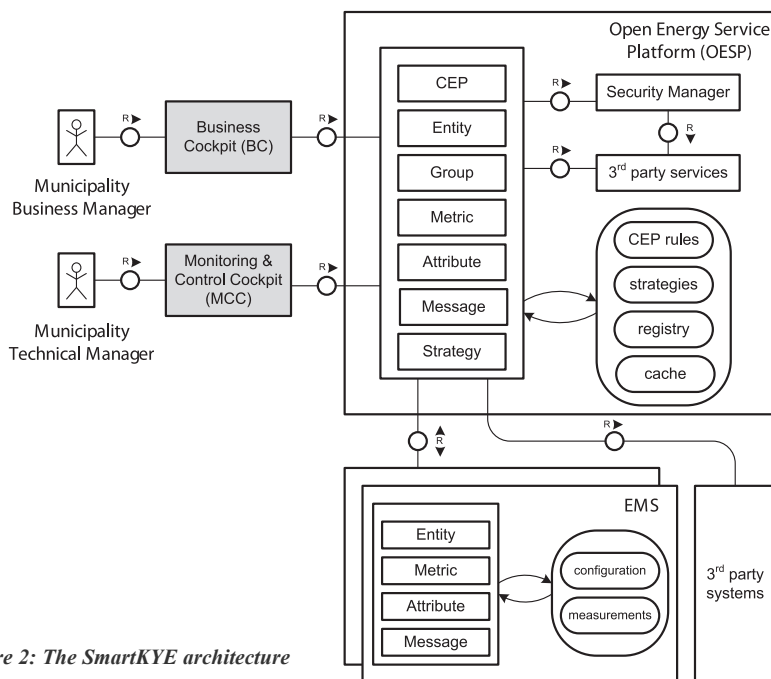 Open Energy Service
Platform (OESP)
CEP
Entity
Group
Metric
Attribute
Message
Strategy
R
Security Manager
R
R
3rd party services
CEP rules
strategies
registry
cache
R
Business
Cockpit (BC)
R
Municipality
Business Manager
R
Monitoring &
Control Cockpit
(MCC)
R
Municipality
Technical Manager
R
R
EMS
Entity
Metric
Attribute
Message
configuration
measurements
3rd party
systems
re 2: The SmartKYE architecture